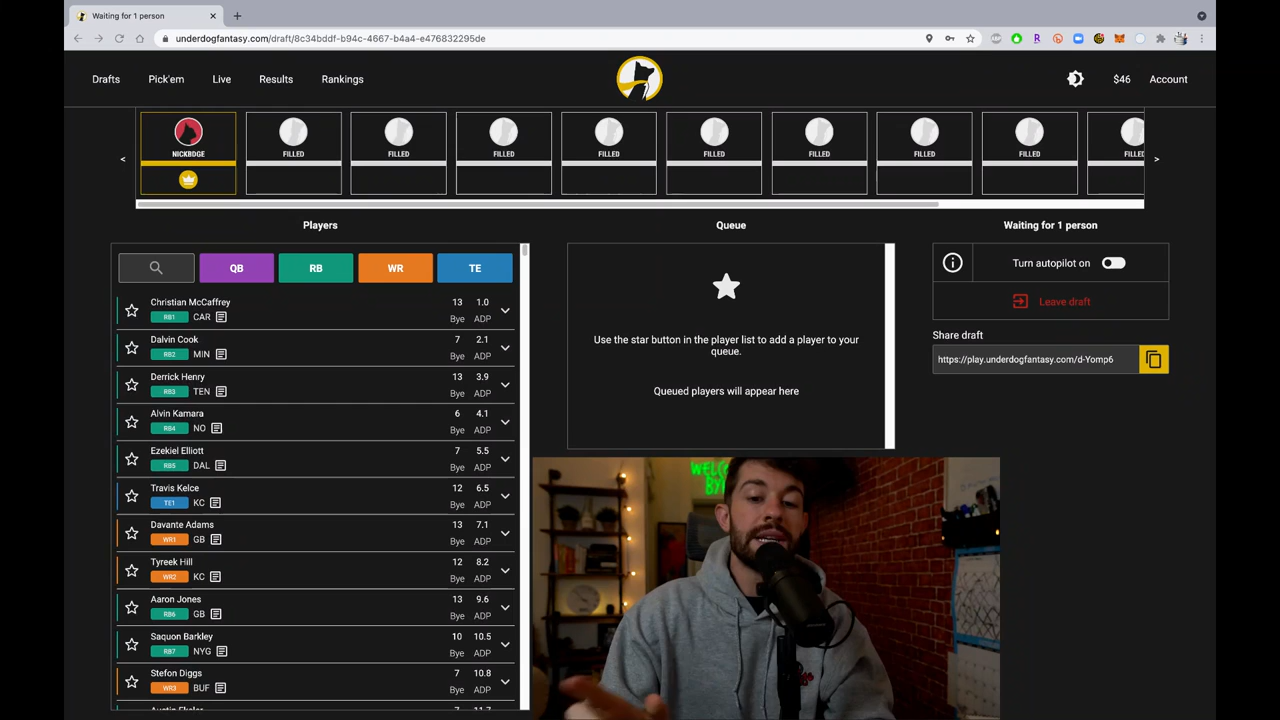 Waiting for 1 person
underdogfantasy.com/draft/8c34bddf-b94c-4667-b4a4-e476832295de
Drafts
Pick'em
Live
Results
Rankings
$46
Account
NICKBDGE
FILLED
FILLED
FILLED
FILLED
FILLED
FILLED
FILLED
FILLED
<
>
Players
Queue
Waiting for 1 person
QB
RB
WR
TE
Christian McCaffrey 13 1.0
RB1 CAR Bye ADP
Dalvin Cook 7 2.1
RB2 MIN Bye ADP
Derrick Henry 13 3.9
RB3 TEN Bye ADP
Alvin Kamara 6 4.1
RB4 NO Bye ADP
Ezekiel Elliott 7 5.5
RB5 DAL Bye ADP
Travis Kelce 12 6.5
TE1 KC Bye ADP
Davante Adams 13 7.1
WR1 GB Bye ADP
Tyreek Hill 12 8.2
WR2 KC Bye ADP
Aaron Jones 13 9.6
RB6 GB Bye ADP
Saquon Barkley 10 10.5
RB7 NYG Bye ADP
Stefon Diggs 7 10.8
WR3 BUF Bye ADP
Use the star button in the player list to add a player to your
queue.
Queued players will appear here
Turn autopilot on
Leave draft
Share draft
https://play.underdogfantasy.com/d-Yomp6